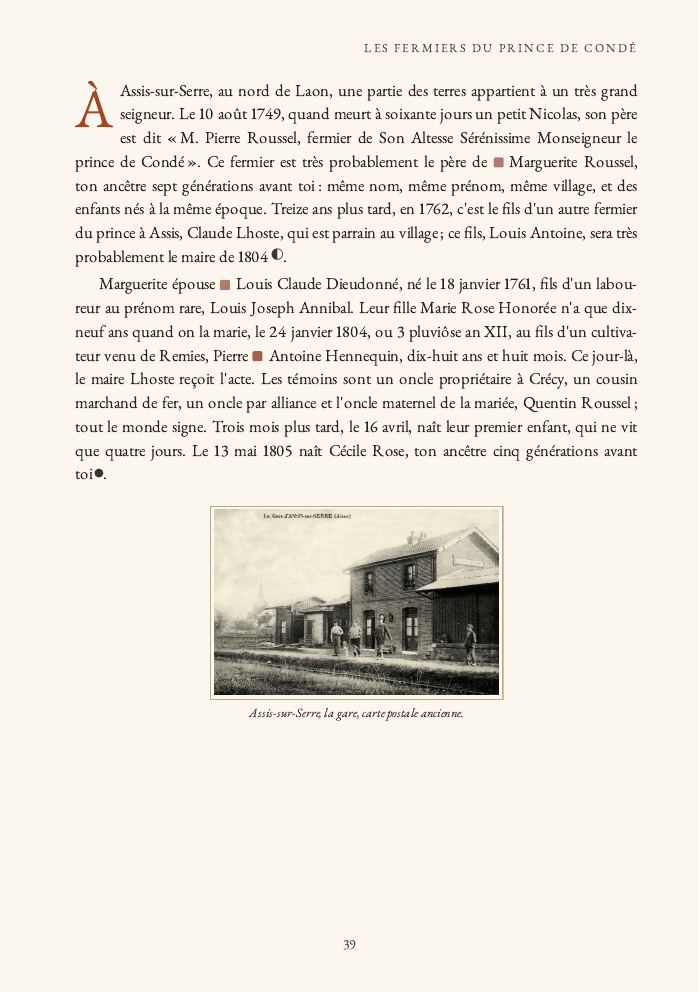 LES FERMIERS DU PRINCE DE CONDÉ
À Assis-sur-Serre, au nord de Laon, une partie des terres appartient à un très grand
seigneur. Le 10 août 1749, quand meurt à soixante jours un petit Nicolas, son père
est dit « M. Pierre Roussel, fermier de Son Altesse Sérénissime Monseigneur le
prince de Condé ». Ce fermier est très probablement le père de Marguerite Roussel,
ton ancêtre sept générations avant toi : même nom, même prénom, même village, et des
enfants nés à la même époque. Treize ans plus tard, en 1762, c'est le fils d'un autre fermier
du prince à Assis, Claude Lhoste, qui est parrain au village ; ce fils, Louis Antoine, sera très
probablement le maire de 1804 ◐.
Marguerite épouse Louis Claude Dieudonné, né le 18 janvier 1761, fils d'un labou-
reur au prénom rare, Louis Joseph Annibal. Leur fille Marie Rose Honorée n'a que dix-
neuf ans quand on la marie, le 24 janvier 1804, ou 3 pluviôse an XII, au fils d'un cultiva-
teur venu de Remies, Pierre Antoine Hennequin, dix-huit ans et huit mois. Ce jour-là,
le maire Lhoste reçoit l'acte. Les témoins sont un oncle propriétaire à Crécy, un cousin
marchand de fer, un oncle par alliance et l'oncle maternel de la mariée, Quentin Roussel ;
tout le monde signe. Trois mois plus tard, le 16 avril, naît leur premier enfant, qui ne vit
que quatre jours. Le 13 mai 1805 naît Cécile Rose, ton ancêtre cinq générations avant
toi ●.
La Gare d'ASSIS-sur-SERRE (Aisne)
Assis-sur-Serre, la gare, carte postale ancienne.
39